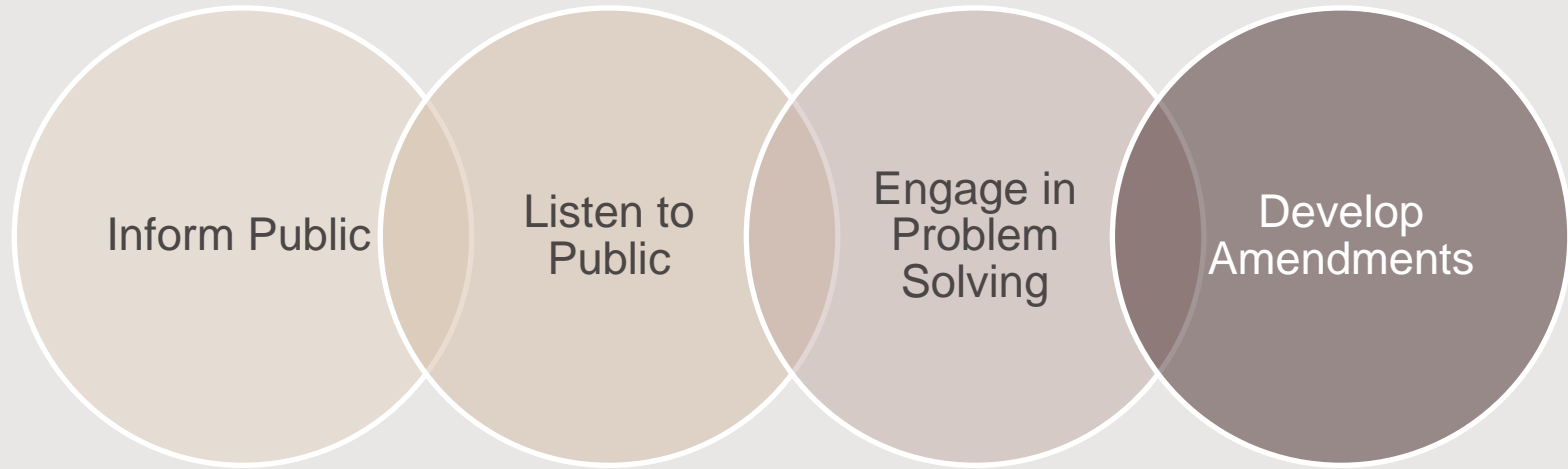 Inform Public
Listen to
Public
Engage in
Problem
Solving
Develop
Amendments